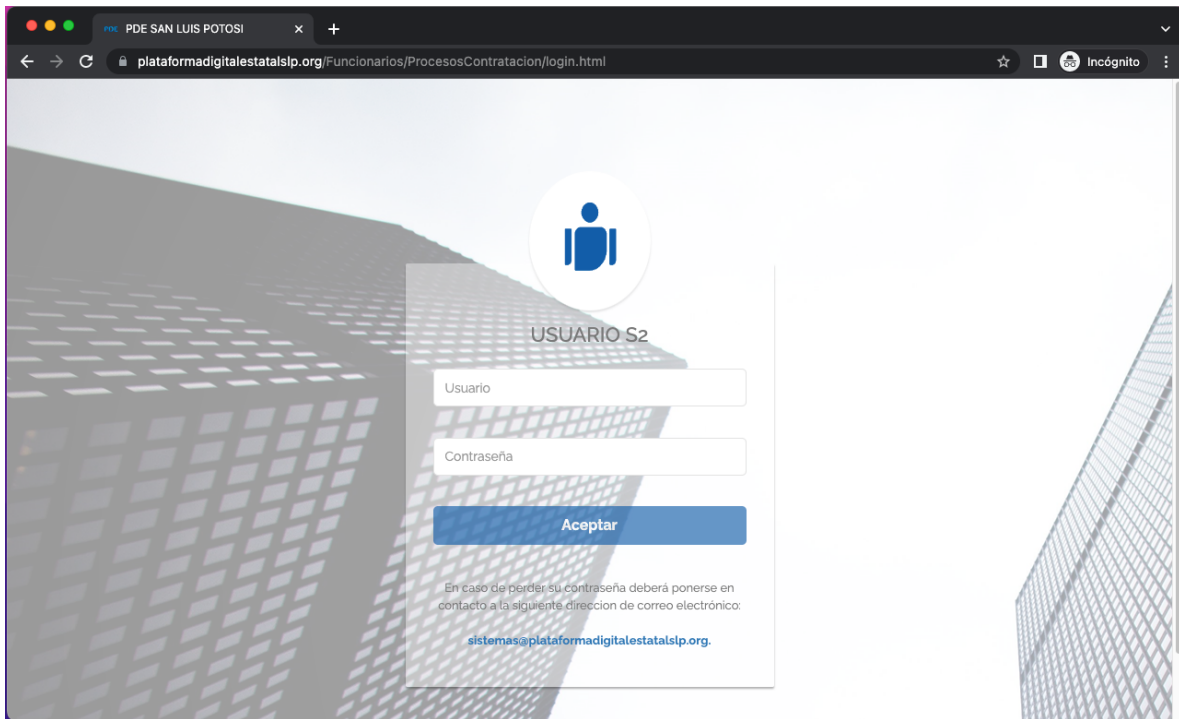 PDE PDE SAN LUIS POTOSI
plataformadigitalestatalslp.org/Funcionarios/ProcesosContratacion/login.html
Incógnito
USUARIO S2
Usuario
Contraseña
Aceptar
En caso de perder su contraseña deberá ponerse en
contacto a la siguiente direccion de correo electrónico:
sistemas@plataformadigitalestatalslp.org.